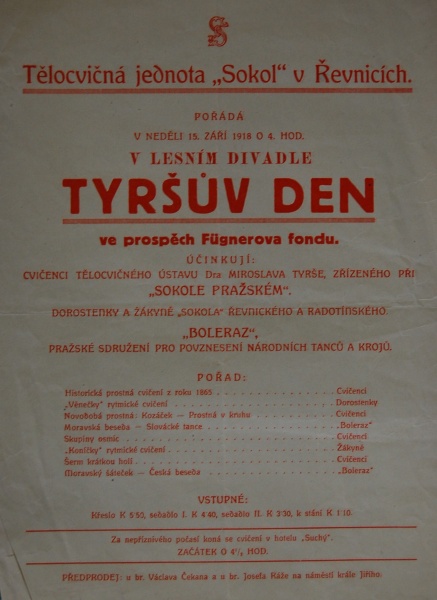 Tělocvičná jednota „Sokol“ v Řevnicích.
POŘÁDÁ
V NEDĚLI 15. ZÁŘÍ 1918 O 4. HOD.
V LESNÍM DIVADLE
TYRŠŮV DEN
ve prospěch Fügnerova fondu.
ÚČINKUJÍ:
CVIČENCI TĚLOCVIČNÉHO ÚSTAVU Dra MIROSLAVA TYRŠE, ZŘÍZENÉHO PŘI
„SOKOLE PRAŽSKÉM“.
DOROSTENKY A ŽÁKYNĚ „SOKOLA“ ŘEVNICKÉHO A RADOTÍNSKÉHO.
„BOLERAZ“,
PRAŽSKÉ SDRUŽENÍ PRO POVZNESENÍ NÁRODNÍCH TANCŮ A KROJŮ.
POŘAD:
Historická prostná cvičení z roku 1865 . . . Cvičenci
„Věnečky“ rytmické cvičení . . . Dorostenky
Novodobá prostná: Kozáček — Prostná v kruhu . . . Cvičenci
Moravská beseda — Slovácké tance . . . „Boleraz“
Skupiny osmic . . . Cvičenci
„Koníčky“ rytmické cvičení . . . Žákyně
Šerm krátkou holí . . . Cvičenci
Moravský šáteček — Česká beseda . . . „Boleraz“
VSTUPNÉ:
Křeslo K 5·50, sedadlo I. K 4·40, sedadlo II. K 3·30, k stání K 1·10.
Za nepříznivého počasí koná se cvičení v hotelu „Suchý“.
ZAČÁTEK O HOD.
PŘEDPRODEJ: u br. Václava Čekana a u br. Josefa Ráže na náměstí krále Jiřího.